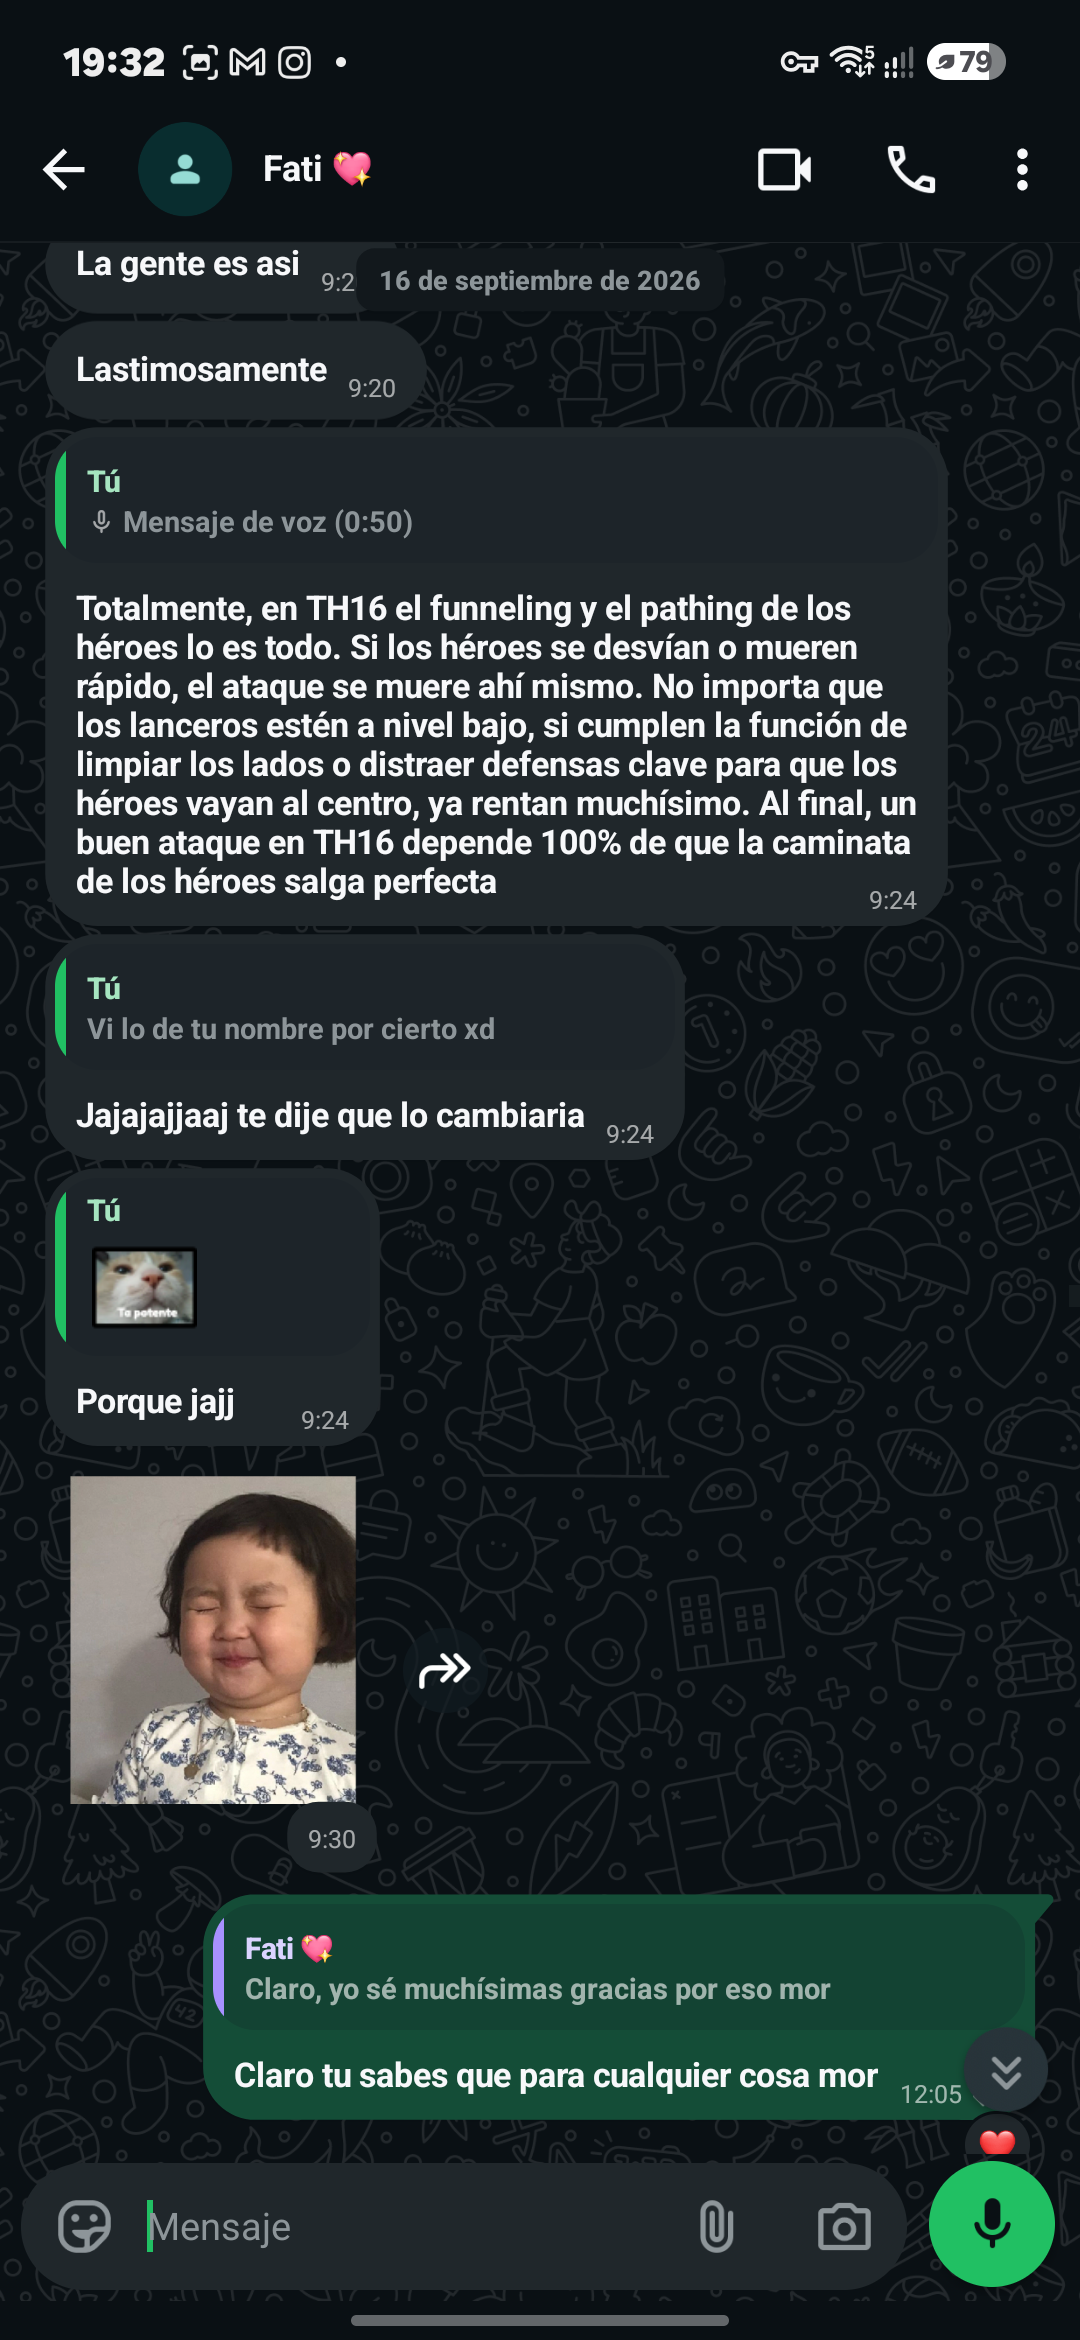 19:32
5
79
Fati 💖
La gente es asi
9:2
16 de septiembre de 2026
Lastimosamente
9:20
Tú
Mensaje de voz (0:50)
Totalmente, en TH16 el funneling y el pathing de los
héroes lo es todo. Si los héroes se desvían o mueren
rápido, el ataque se muere ahí mismo. No importa que
los lanceros estén a nivel bajo, si cumplen la función de
limpiar los lados o distraer defensas clave para que los
héroes vayan al centro, ya rentan muchísimo. Al final, un
buen ataque en TH16 depende 100% de que la caminata
de los héroes salga perfecta
9:24
Tú
Vi lo de tu nombre por cierto xd
Jajajajjaaj te dije que lo cambiaria
9:24
Tú
Ta potente
Porque jajj
9:24
9:30
Fati 💖
Claro, yo sé muchísimas gracias por eso mor
Claro tu sabes que para cualquier cosa mor
12:05
Mensaje